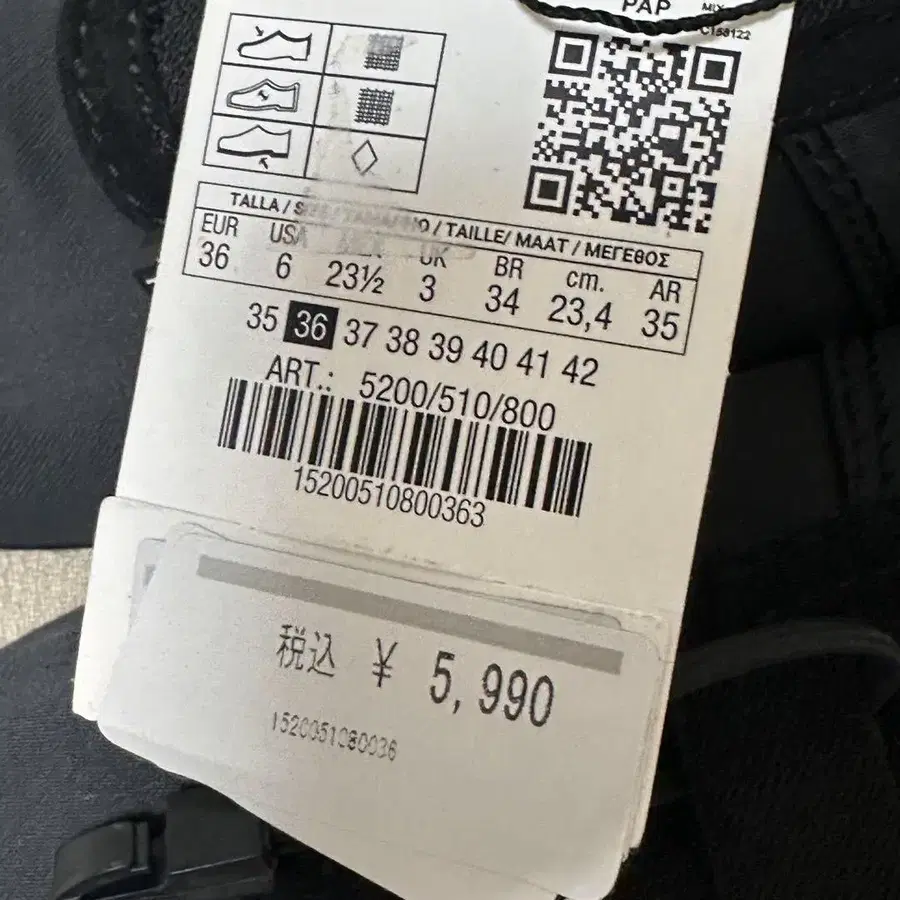 PAP
MIX
C158122
TALLA / TAILLE/ MAAT / ΜΕΓΕΘΟΣ
EUR USA UK BR cm. AR
36 6 23½ 3 34 23,4 35
35 36 37 38 39 40 41 42
ART.: 5200/510/800
15200510800363
税込 ¥ 5,990
1520051080036